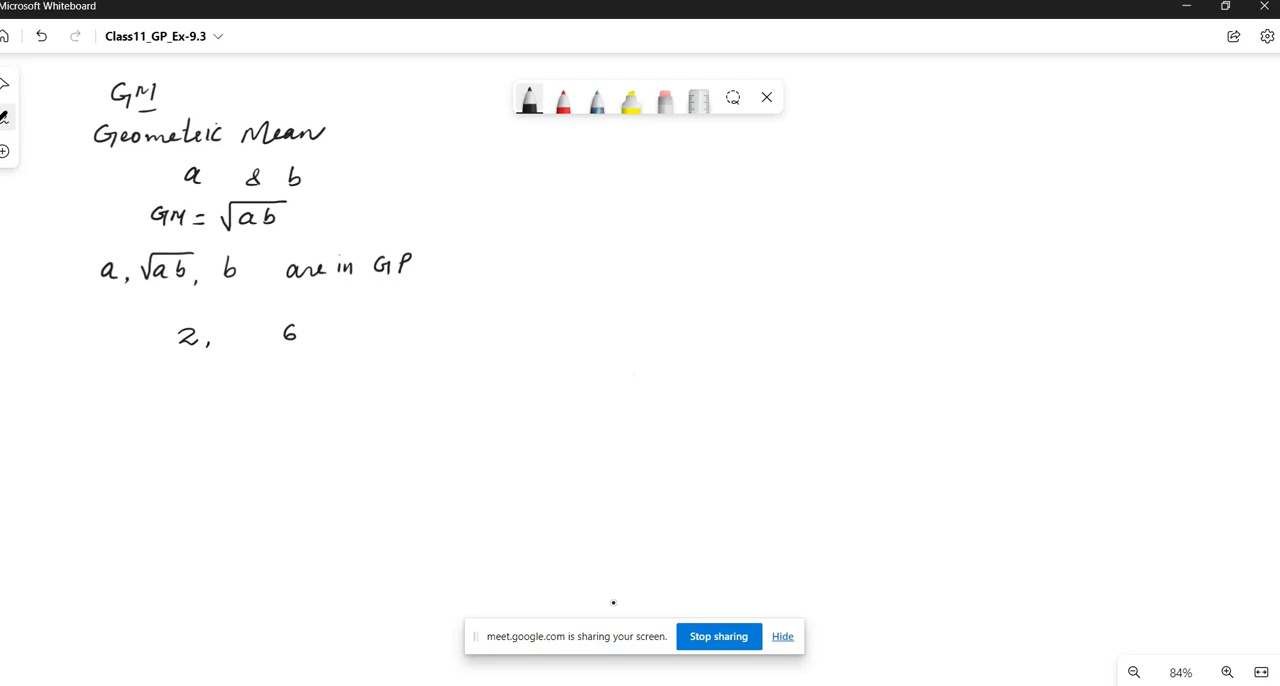 Microsoft Whiteboard
Class11_GP_Ex-9.3
GM
Geometric Mean
a & b
GM = √ab
a, √ab, b are in GP
2, 6
meet.google.com is sharing your screen. Stop sharing Hide
84%